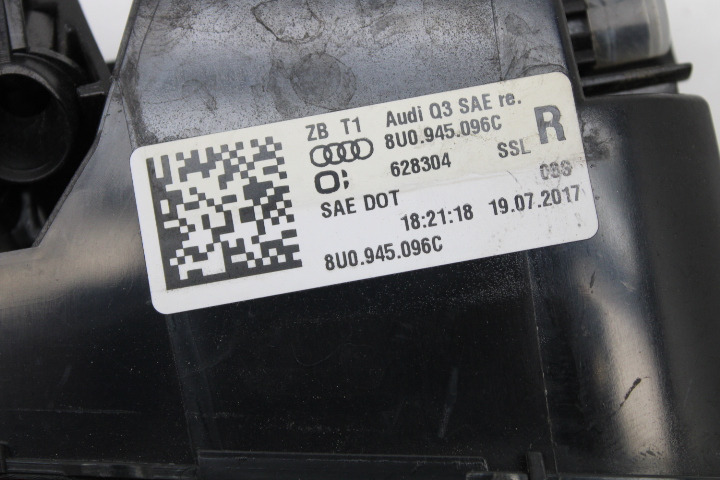 ZB T1 Audi Q3 SAE re.
8U0.945.096C R
628304 SSL
SAE DOT
18:21:18 19.07.2017
8U0.945.096C